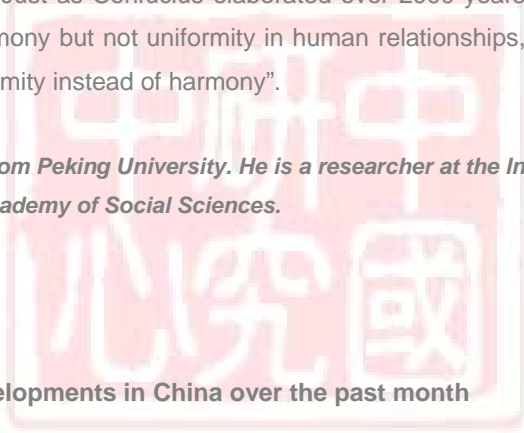 Just as Confucius elaborated over 2000 years
mony but not uniformity in human relationships,
mity instead of harmony”.
om Peking University. He is a researcher at the In
ademy of Social Sciences.
中國
研究
中心
elopments in China over the past month